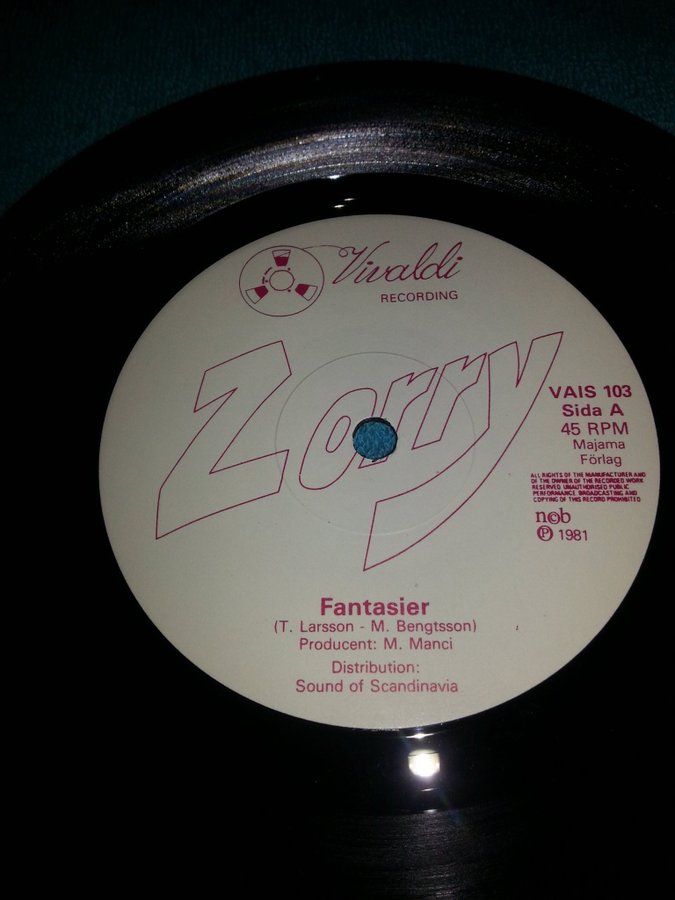 Vivaldi
RECORDING
Zorry
VAIS 103
Sida A
45 RPM
Majama
Förlag
ALL RIGHTS OF THE MANUFACTURER AND
OF THE OWNER OF THE RECORDED WORK
RESERVED UNAUTHORISED PUBLIC
PERFORMANCE BROADCASTING AND
COPYING OF THIS RECORD PROHIBITED
n©b
℗ 1981
Fantasier
(T. Larsson - M. Bengtsson)
Producent: M. Manci
Distribution:
Sound of Scandinavia